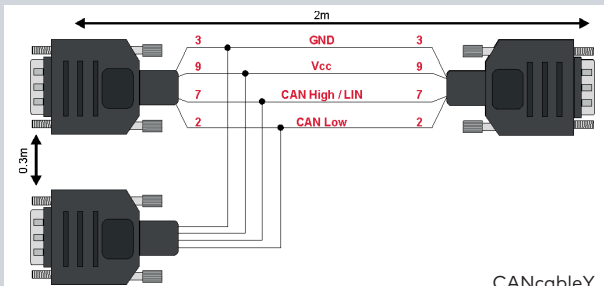 2m
3 GND 3
9 Vcc 9
7 CAN High / LIN 7
2 CAN Low 2
0.3m
CANcableY